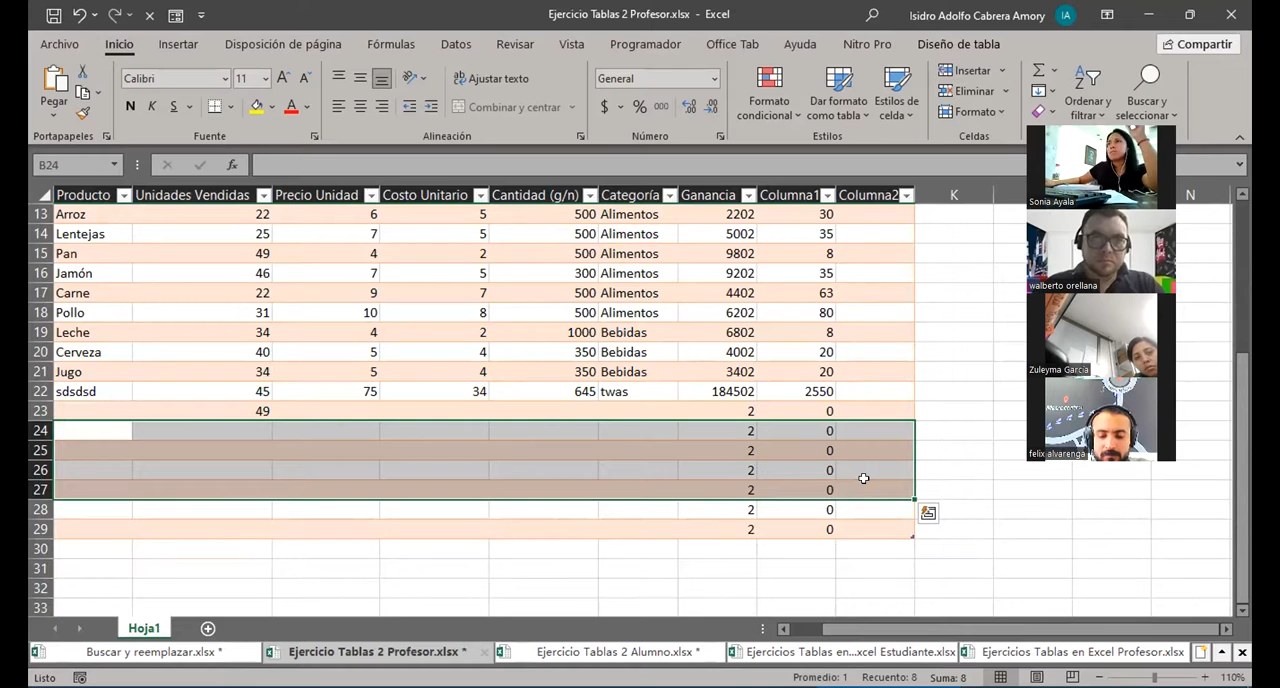 Ejercicio Tablas 2 Profesor.xlsx - Excel
Isidro Adolfo Cabrera Amory
IA
Archivo Inicio Insertar Disposición de página Fórmulas Datos Revisar Vista Programador Office Tab Ayuda Nitro Pro Diseño de tabla
Compartir
Pegar
Calibri 11
N K S
Ajustar texto
Combinar y centrar
General
$ % 000
Formato condicional
Dar formato como tabla
Estilos de celda
Insertar
Eliminar
Formato
Ordenar y filtrar
Buscar y seleccionar
Portapapeles Fuente Alineación Número Estilos Celdas
B24
fx
Producto Unidades Vendidas Precio Unidad Costo Unitario Cantidad (g/n) Categoría Ganancia Columna1 Columna2 K N
13 Arroz 22 6 5 500 Alimentos 2202 30
14 Lentejas 25 7 5 500 Alimentos 5002 35
15 Pan 49 4 2 500 Alimentos 9802 8
16 Jamón 46 7 5 300 Alimentos 9202 35
17 Carne 22 9 7 500 Alimentos 4402 63
18 Pollo 31 10 8 500 Alimentos 6202 80
19 Leche 34 4 2 1000 Bebidas 6802 8
20 Cerveza 40 5 4 350 Bebidas 4002 20
21 Jugo 34 5 4 350 Bebidas 3402 20
22 sdsdsd 45 75 34 645 twas 184502 2550
23 49 2 0
24 2 0
25 2 0
26 2 0
27 2 0
28 2 0
29 2 0
30
31
32
33
Sonia Ayala
walberto orellana
Zuleyma García
felix alvarenga
Hoja1
Buscar y reemplazar.xlsx * Ejercicio Tablas 2 Profesor.xlsx * Ejercicio Tablas 2 Alumno.xlsx * Ejercicios Tablas en...xcel Estudiante.xlsx Ejercicios Tablas en Excel Profesor.xlsx
Listo
Promedio: 1 Recuento: 8 Suma: 8
110%